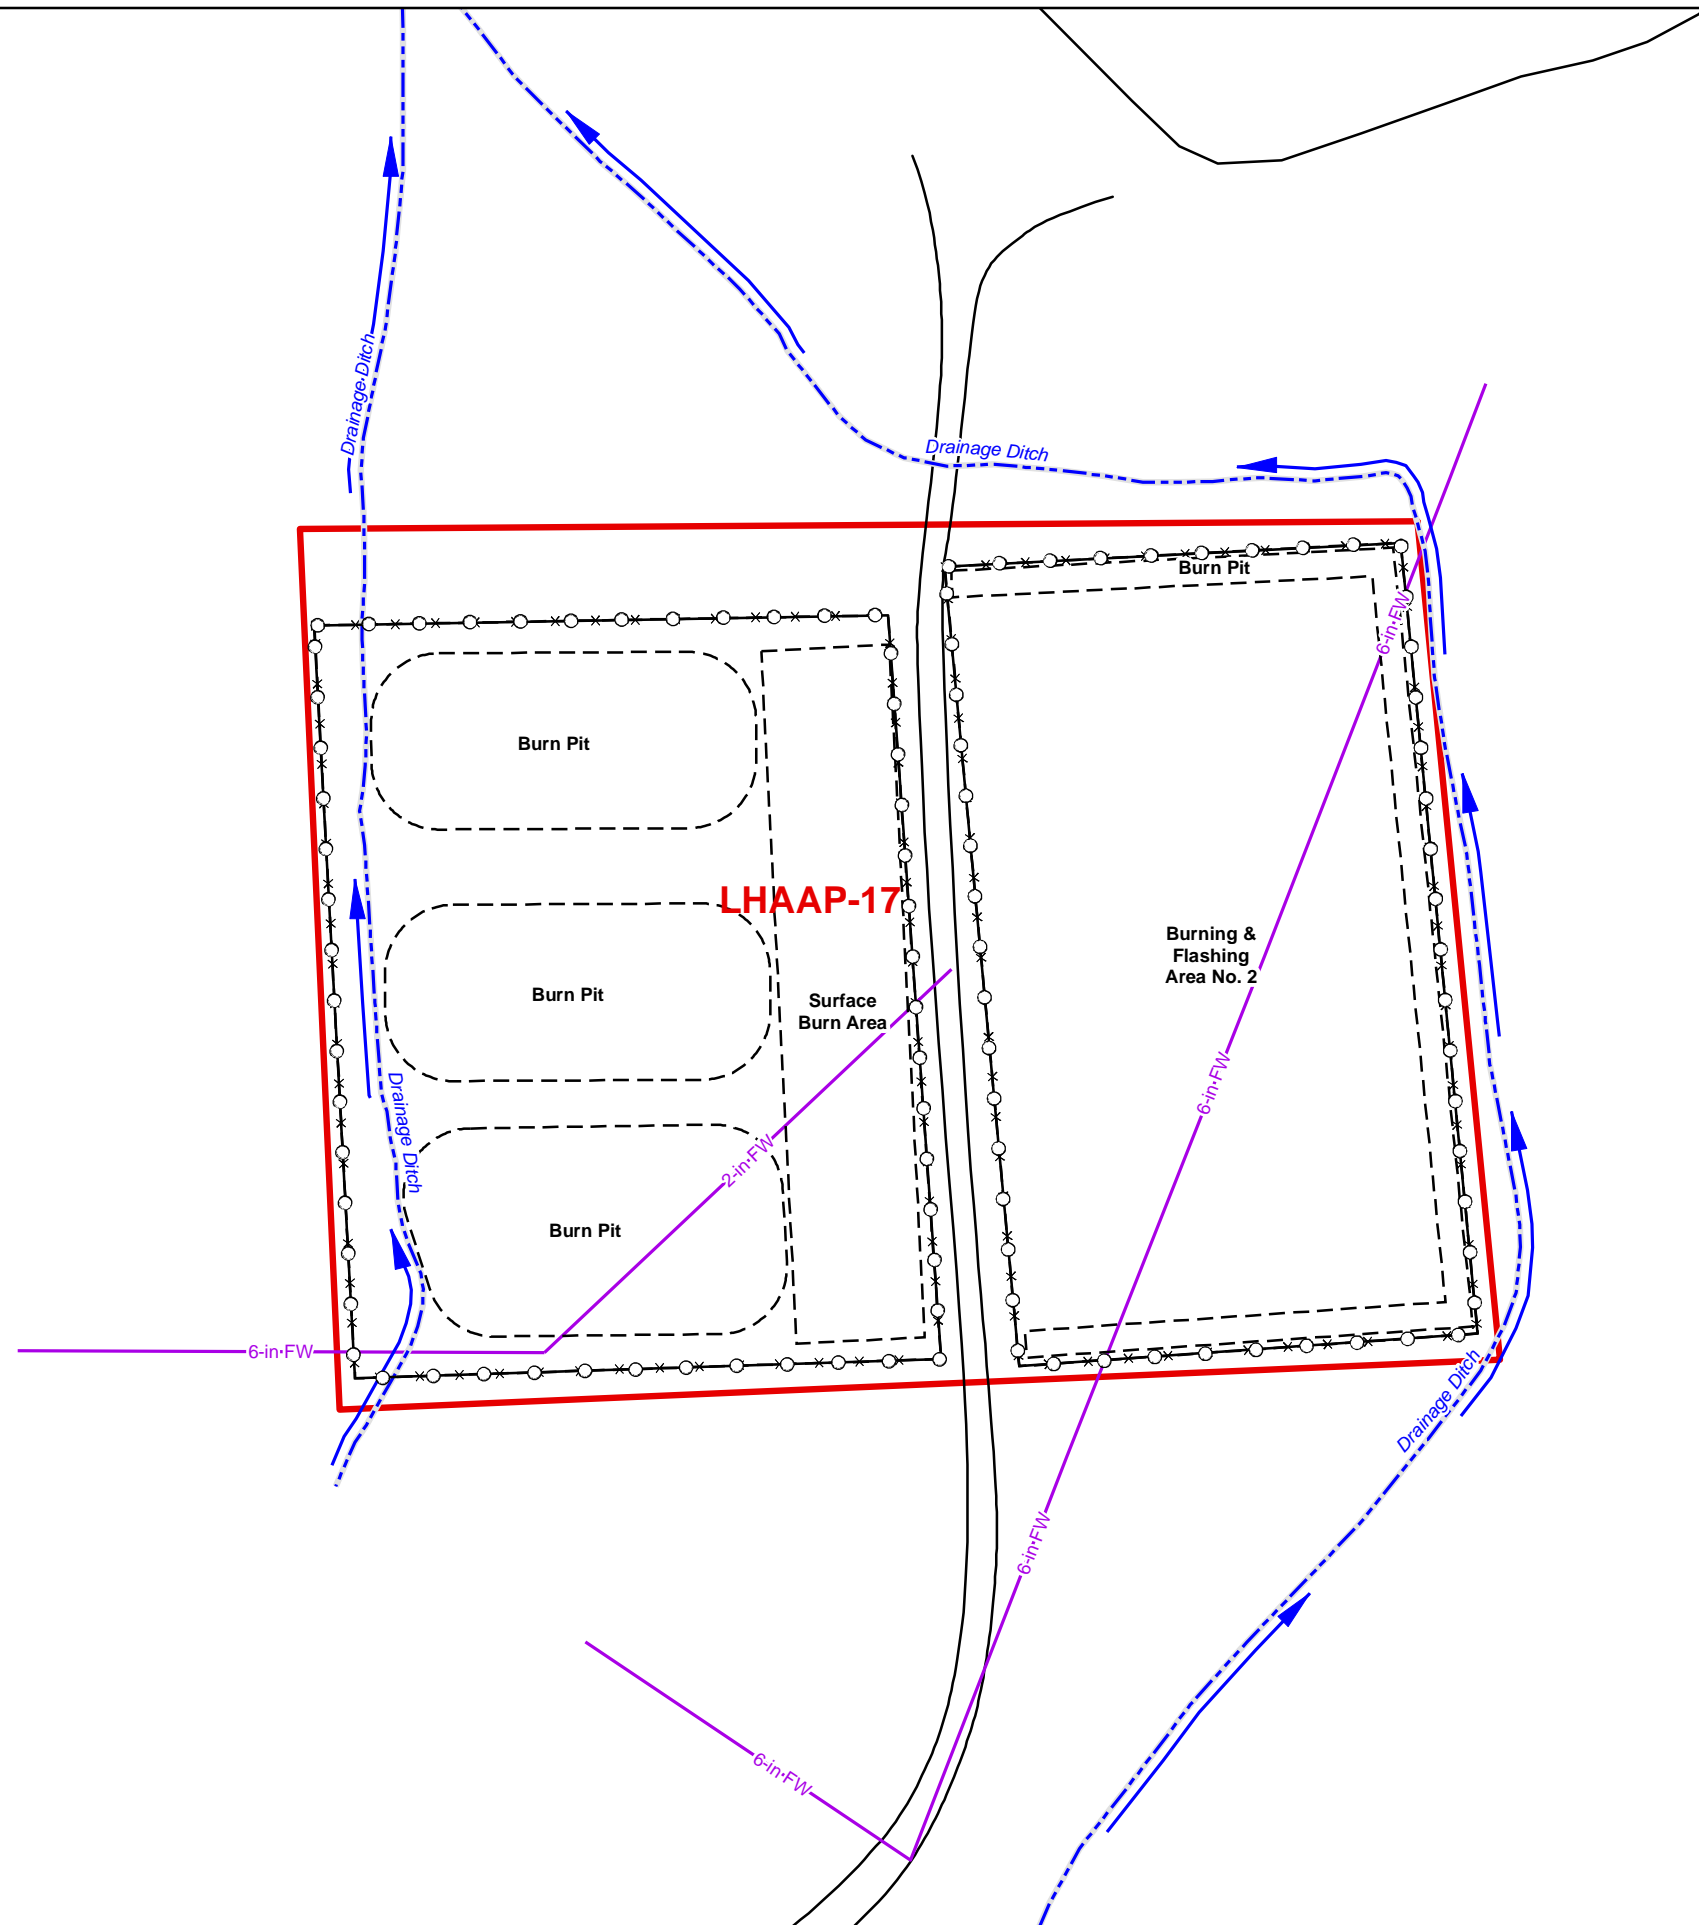 Drainage Ditch
Drainage Ditch
Burn Pit
6-in-FW
Burn Pit
LHAAP-17
Burning &
Flashing
Area No. 2
Burn Pit
Surface
Burn Area
6-in-FW
Drainage Ditch
2-in-FW
Burn Pit
6-in-FW
Drainage Ditch
6-in-FW
6-in-FW